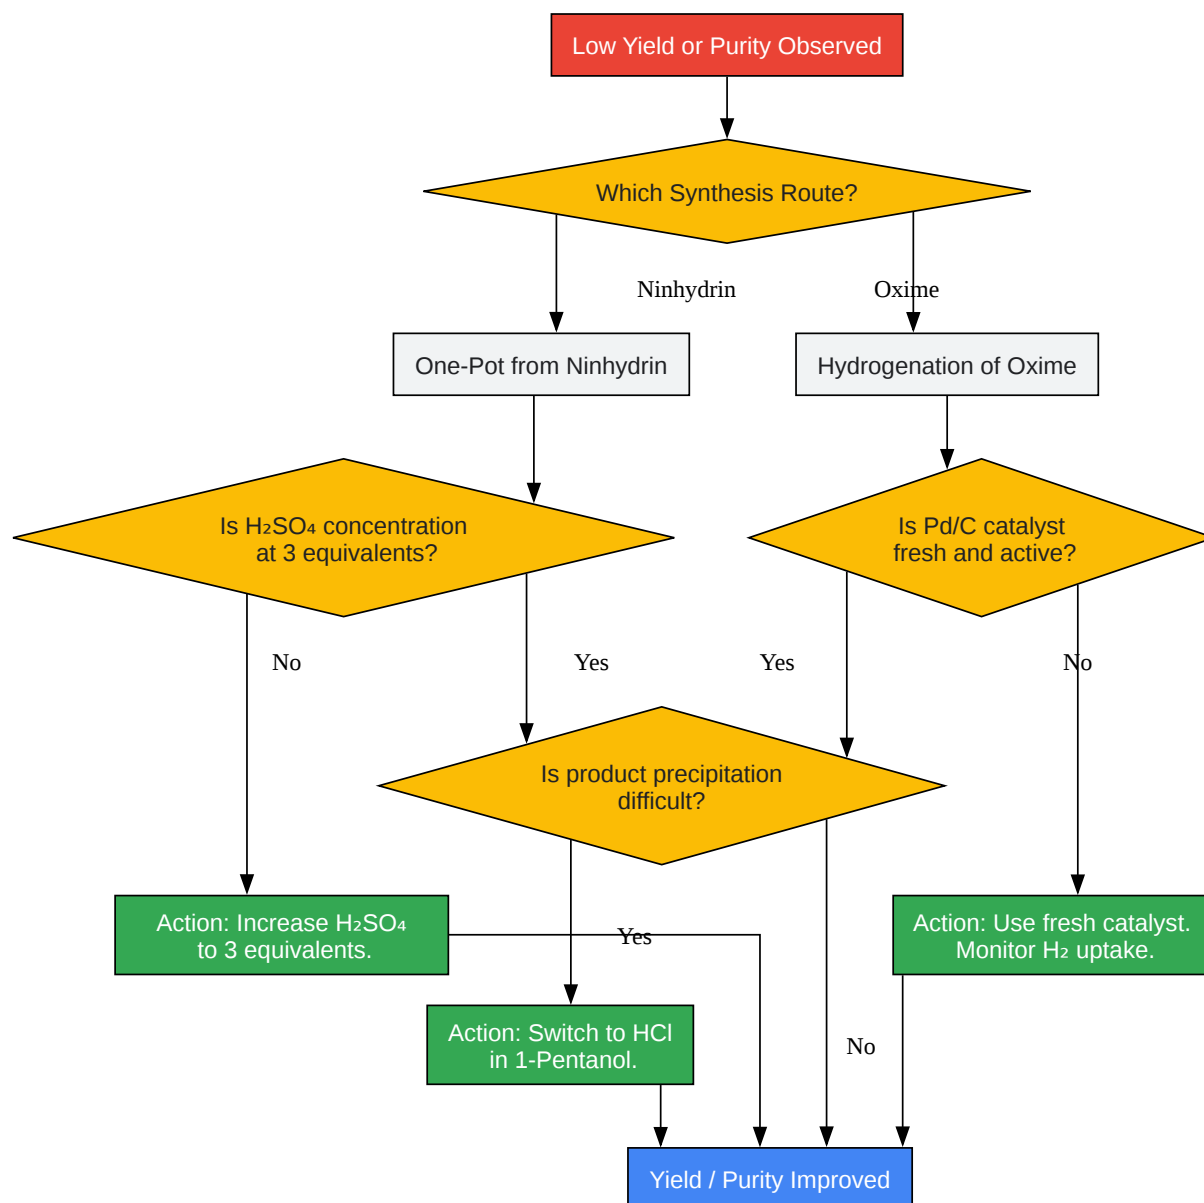 Low Yield or Purity Observed
Which Synthesis Route?
Ninhydrin
Oxime
One-Pot from Ninhydrin
Hydrogenation of Oxime
Is H₂SO₄ concentration
at 3 equivalents?
Is Pd/C catalyst
fresh and active?
No
Yes
Yes
No
Is product precipitation
difficult?
Action: Increase H₂SO₄
to 3 equivalents.
Yes
Action: Use fresh catalyst.
Monitor H₂ uptake.
Action: Switch to HCl
in 1-Pentanol.
No
Yield / Purity Improved